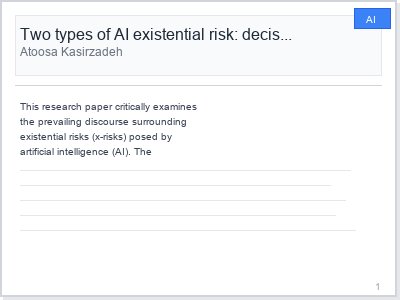 AI
Two types of AI existential risk: decis...
Atoosa Kasirzadeh
This research paper critically examines
the prevailing discourse surrounding
existential risks (x-risks) posed by
artificial intelligence (AI). The
1